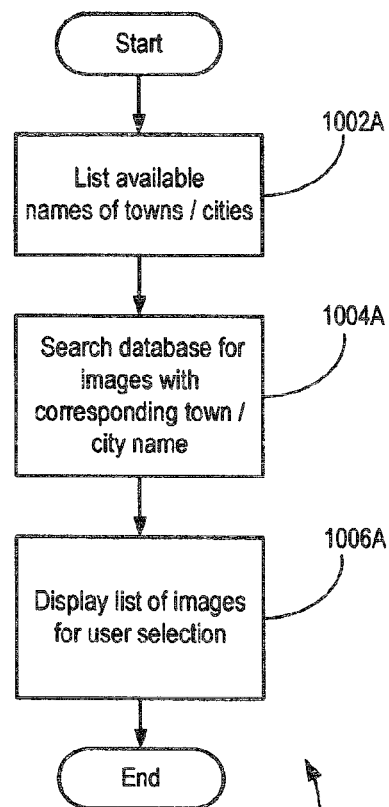 Start
1002A
List available
names of towns / cities
1004A
Search database for
images with
corresponding town /
city name
1006A
Display list of images
for user selection
End